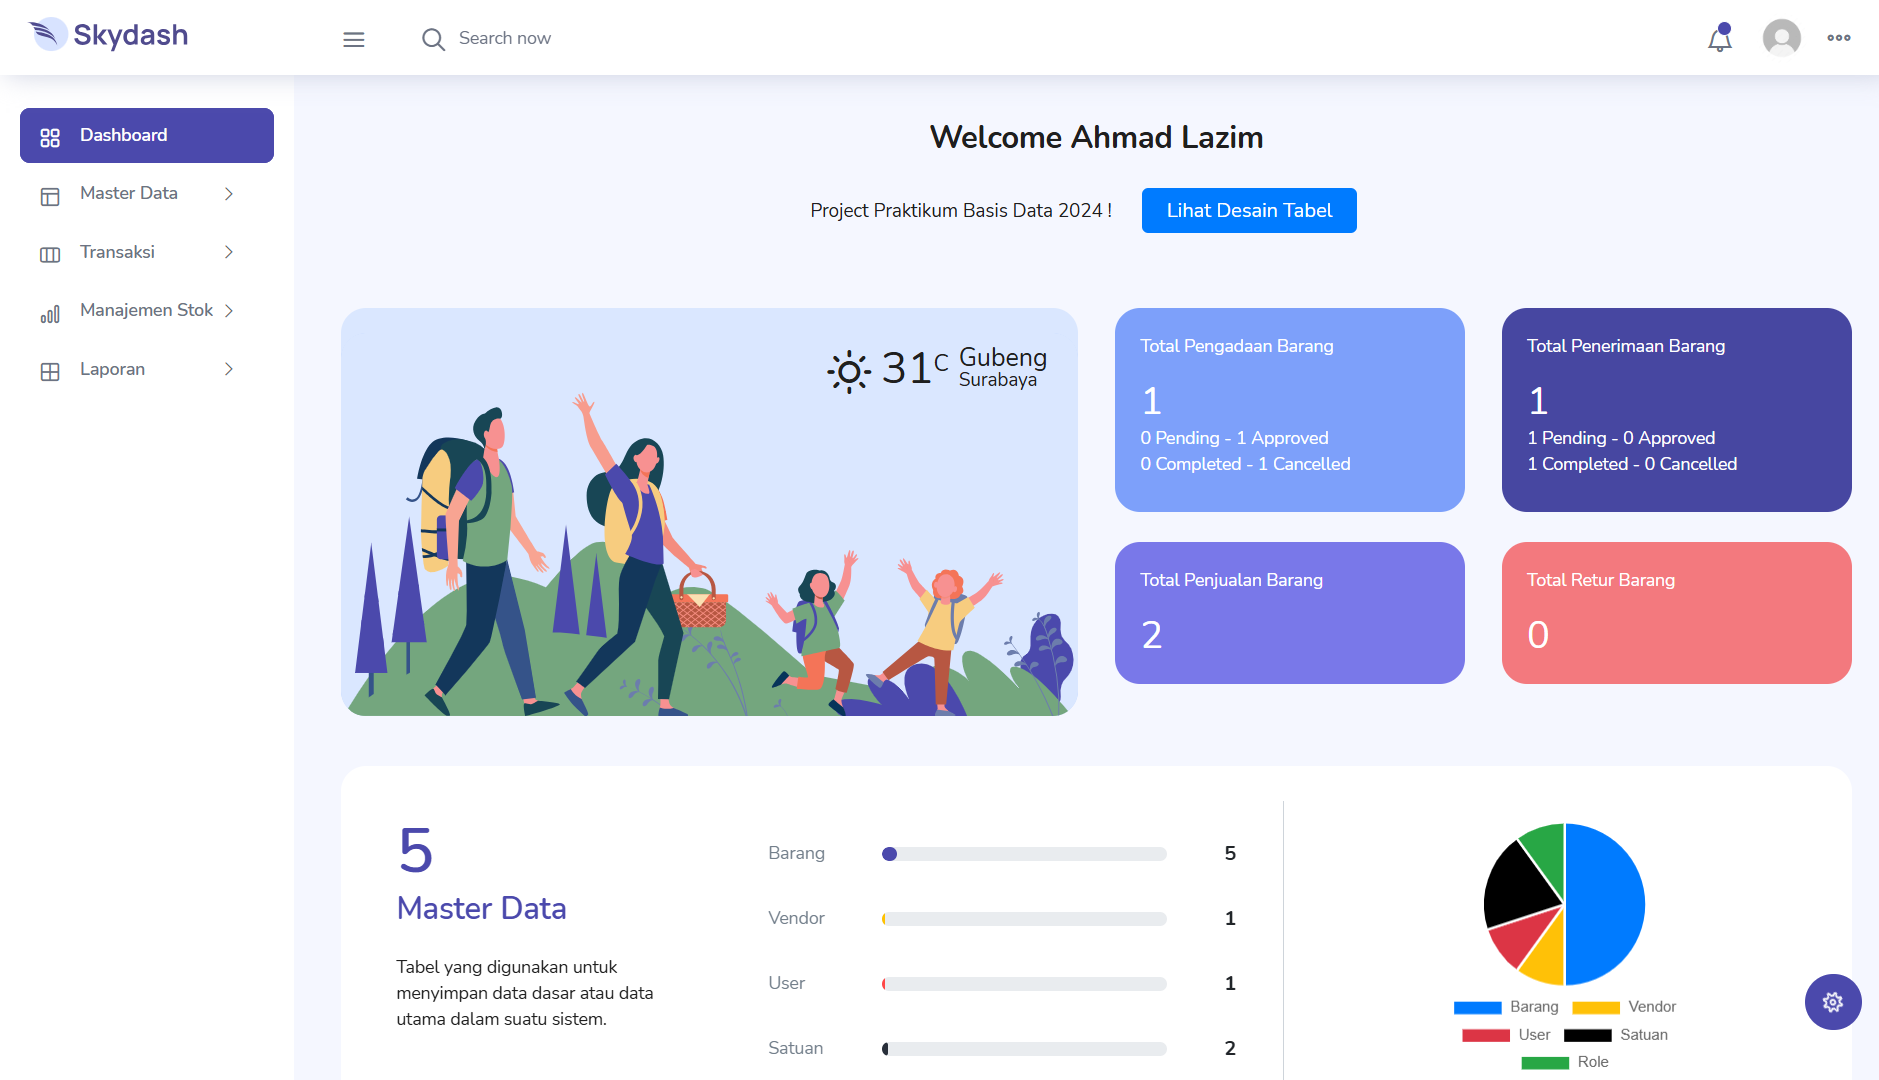 Skydash
Search now
Dashboard
Master Data
Transaksi
Manajemen Stok
Laporan
Welcome Ahmad Lazim
Project Praktikum Basis Data 2024 !
Lihat Desain Tabel
31 C Gubeng
Surabaya
Total Pengadaan Barang
1
0 Pending - 1 Approved
0 Completed - 1 Cancelled
Total Penerimaan Barang
1
1 Pending - 0 Approved
1 Completed - 0 Cancelled
Total Penjualan Barang
2
Total Retur Barang
0
5
Master Data
Tabel yang digunakan untuk
menyimpan data dasar atau data
utama dalam suatu sistem.
Barang 5
Vendor 1
User 1
Satuan 2
Barang Vendor
User Satuan
Role